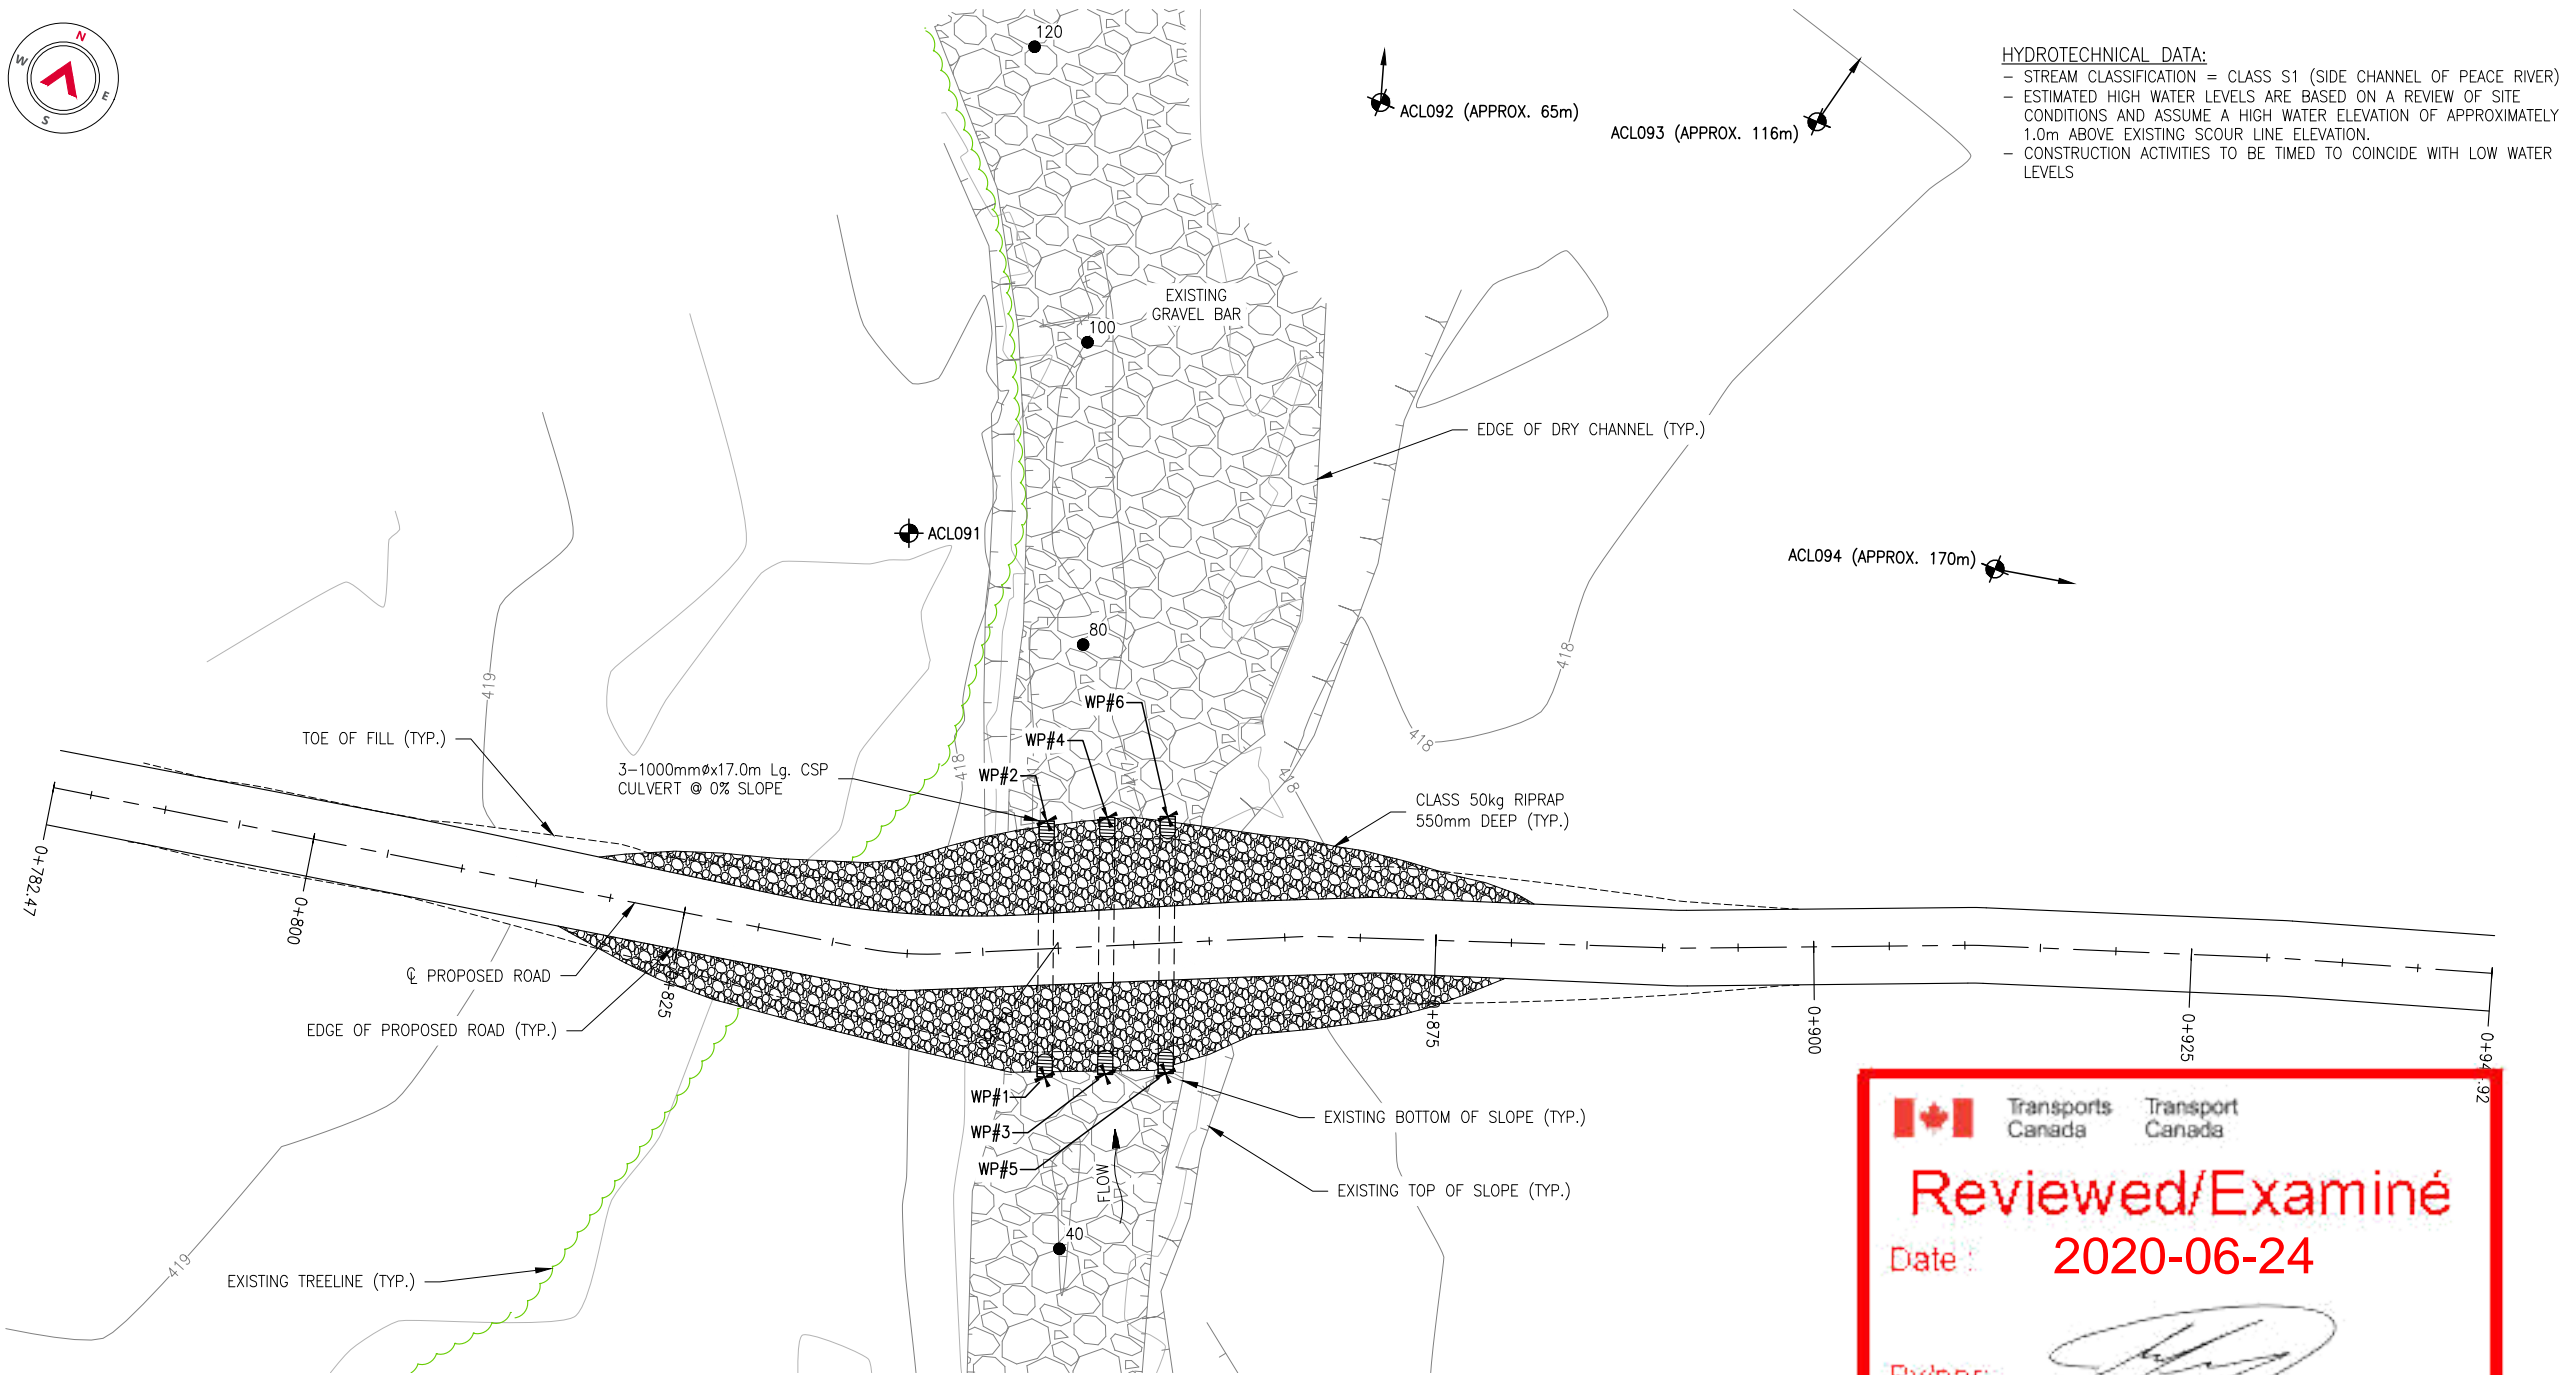 N
W
E
S
120
ACL092 (APPROX. 65m)
ACL093 (APPROX. 116m)
HYDROTECHNICAL DATA:
- STREAM CLASSIFICATION = CLASS S1 (SIDE CHANNEL OF PEACE RIVER)
- ESTIMATED HIGH WATER LEVELS ARE BASED ON A REVIEW OF SITE
CONDITIONS AND ASSUME A HIGH WATER ELEVATION OF APPROXIMATELY
1.0m ABOVE EXISTING SCOUR LINE ELEVATION.
- CONSTRUCTION ACTIVITIES TO BE TIMED TO COINCIDE WITH LOW WATER
LEVELS
EXISTING
GRAVEL BAR
100
EDGE OF DRY CHANNEL (TYP.)
ACL091
ACL094 (APPROX. 170m)
80
418
419
WP#6
TOE OF FILL (TYP.)
WP#4
418
418
WP#2
418
3-1000mmøx17.0m Lg. CSP
CULVERT @ 0% SLOPE
CLASS 50kg RIPRAP
550mm DEEP (TYP.)
0+782.47
0+800
℄ PROPOSED ROAD
EDGE OF PROPOSED ROAD (TYP.)
+825
+875
0+900
0+925
WP#1
WP#3
WP#5
FLOW
EXISTING BOTTOM OF SLOPE (TYP.)
EXISTING TOP OF SLOPE (TYP.)
40
419
EXISTING TREELINE (TYP.)
Transports Canada
Transport Canada
Reviewed/Examiné
Date : 2020-06-24